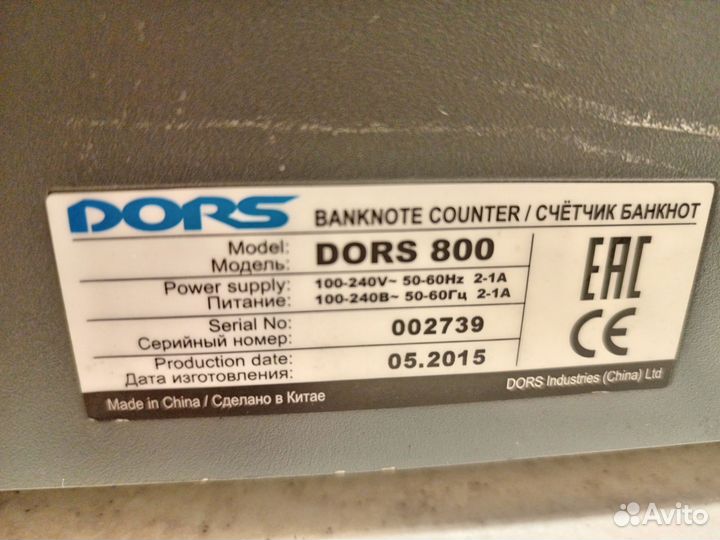 DORS BANKNOTE COUNTER / СЧЁТЧИК БАНКНОТ
Model:
Модель: DORS 800
Power supply: 100-240V~ 50-60Hz 2-1A
Питание: 100-240В~ 50-60Гц 2-1А
Serial No:
Серийный номер: 002739
Production date:
Дата изготовления: 05.2015
EAC
CE
Made in China / Сделано в Китае
DORS Industries (China) Ltd
Avito